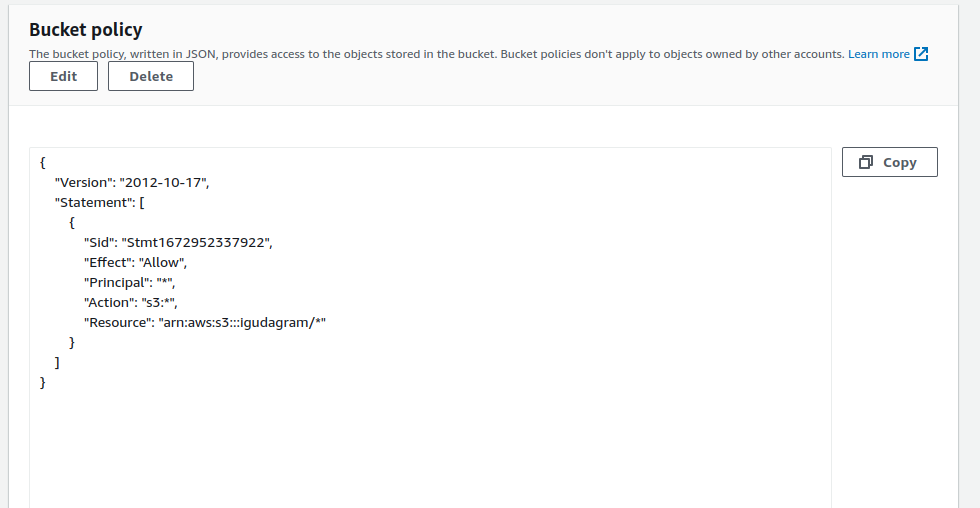 Bucket policy
The bucket policy, written in JSON, provides access to the objects stored in the bucket. Bucket policies don't apply to objects owned by other accounts. Learn more
Edit
Delete
Copy
{
"Version": "2012-10-17",
"Statement": [
{
"Sid": "Stmt1672952337922",
"Effect": "Allow",
"Principal": "*",
"Action": "s3:*",
"Resource": "arn:aws:s3:::igudagram/*"
}
]
}